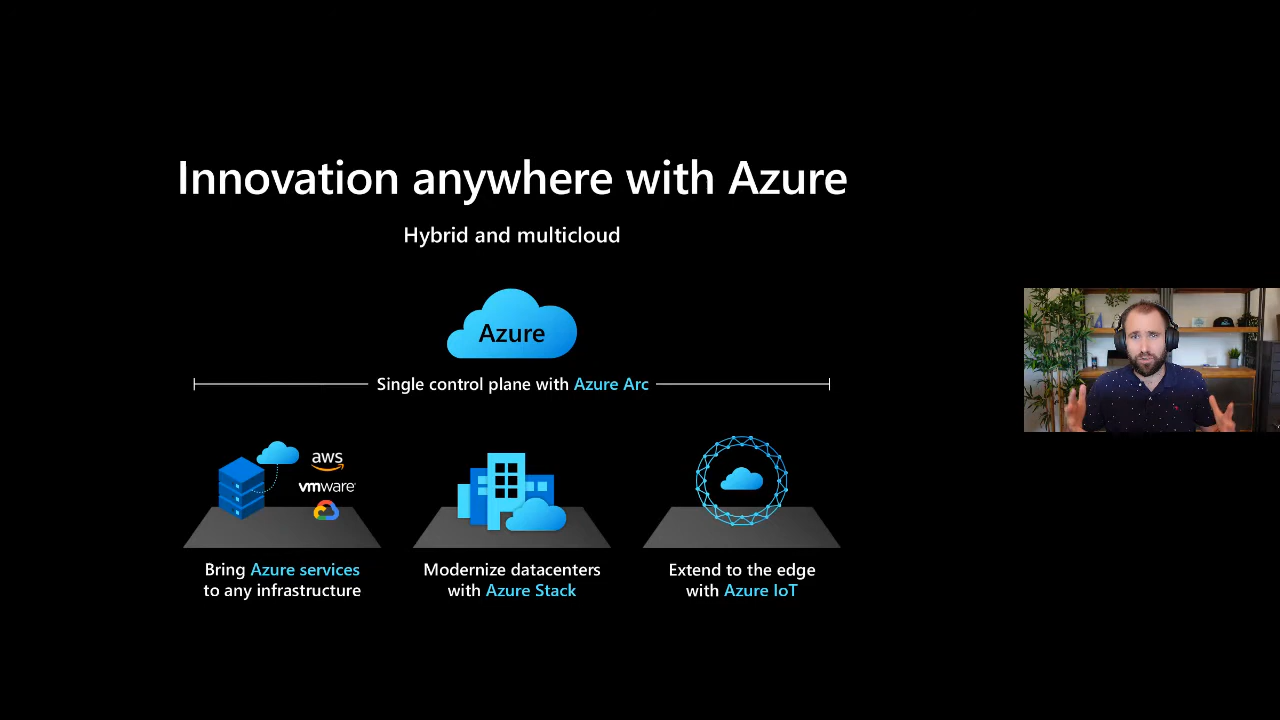 Innovation anywhere with Azure
Hybrid and multicloud
Azure
Single control plane with Azure Arc
aws
vmware
Bring Azure services
to any infrastructure
Modernize datacenters
with Azure Stack
Extend to the edge
with Azure IoT